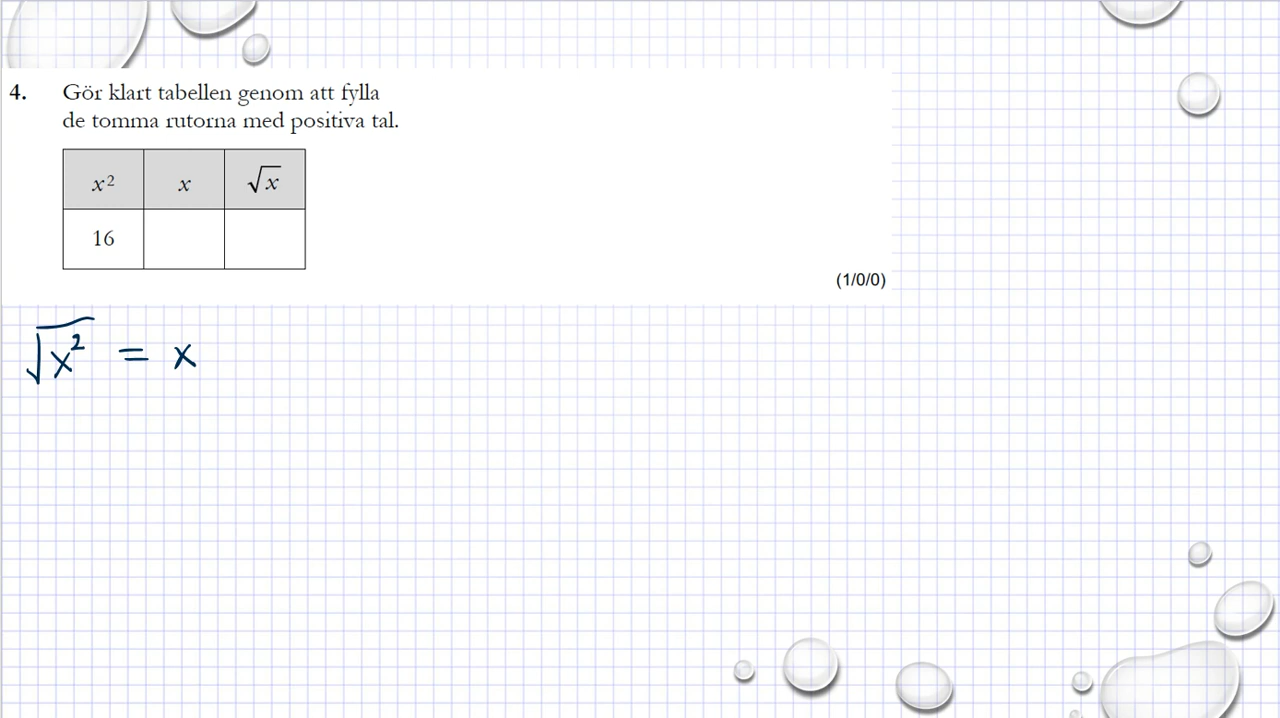 4. Gör klart tabellen genom att fylla
de tomma rutorna med positiva tal.
x² x √x
16
(1/0/0)
√x² = x